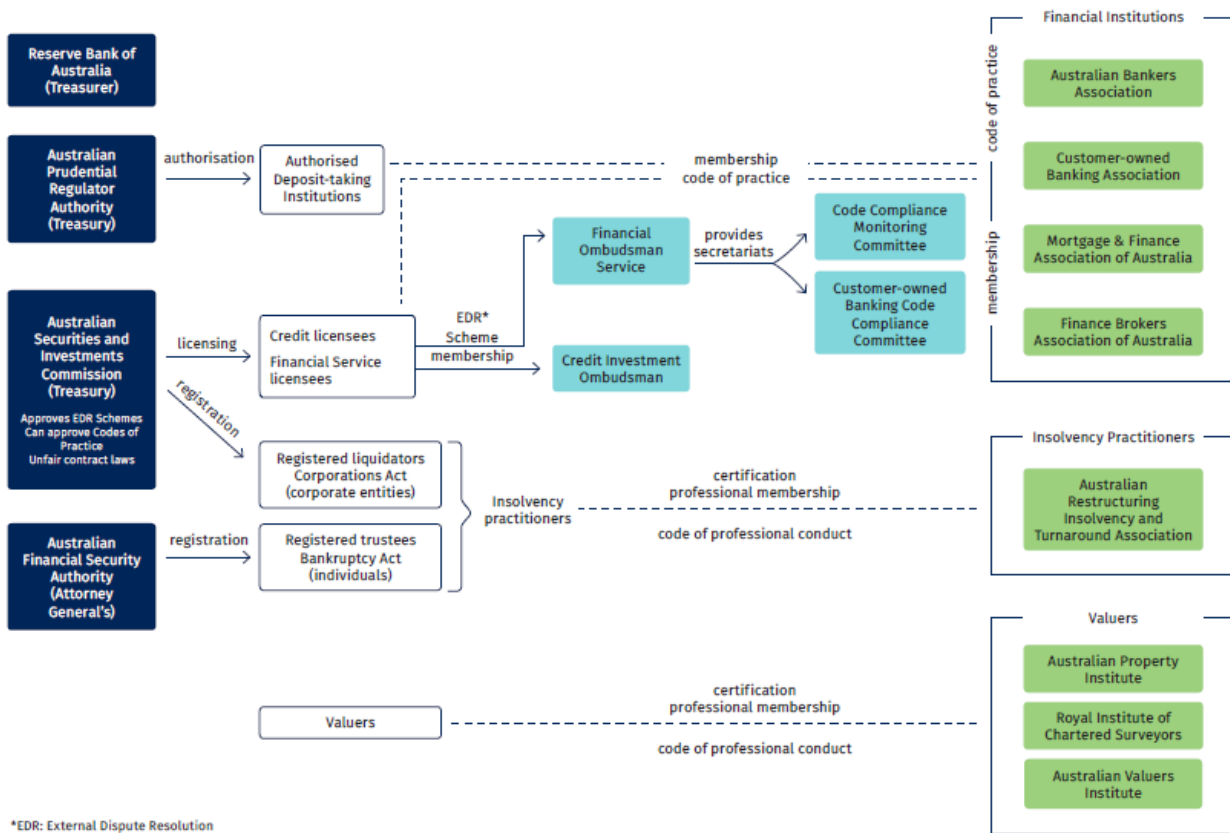 Reserve Bank of
Australia
(Treasurer)
Australian
Prudential
Regulator
Authority
(Treasury)
authorisation
Authorised
Deposit-taking
Institutions
membership
code of practice
Australian
Securities and
Investments
Commission
(Treasury)
Approves EDR Schemes
Can approve Codes of
Practice
Unfair contract laws
licensing
Credit licensees
Financial Service
licensees
EDR*
Scheme
membership
Financial
Ombudsman
Service
provides
secretariats
Code Compliance
Monitoring
Committee
Customer-owned
Banking Code
Compliance
Committee
Credit Investment
Ombudsman
registration
Registered liquidators
Corporations Act
(corporate entities)
Australian
Financial Security
Authority
(Attorney
General's)
registration
Registered trustees
Bankruptcy Act
(individuals)
Insolvency
practitioners
certification
professional membership
code of professional conduct
Valuers
certification
professional membership
code of professional conduct
Financial Institutions
code of practice
membership
Australian Bankers
Association
Customer-owned
Banking Association
Mortgage & Finance
Association of Australia
Finance Brokers
Association of Australia
Insolvency Practitioners
Australian
Restructuring
Insolvency and
Turnaround Association
Valuers
Australian Property
Institute
Royal Institute of
Chartered Surveyors
Australian Valuers
Institute
*EDR: External Dispute Resolution